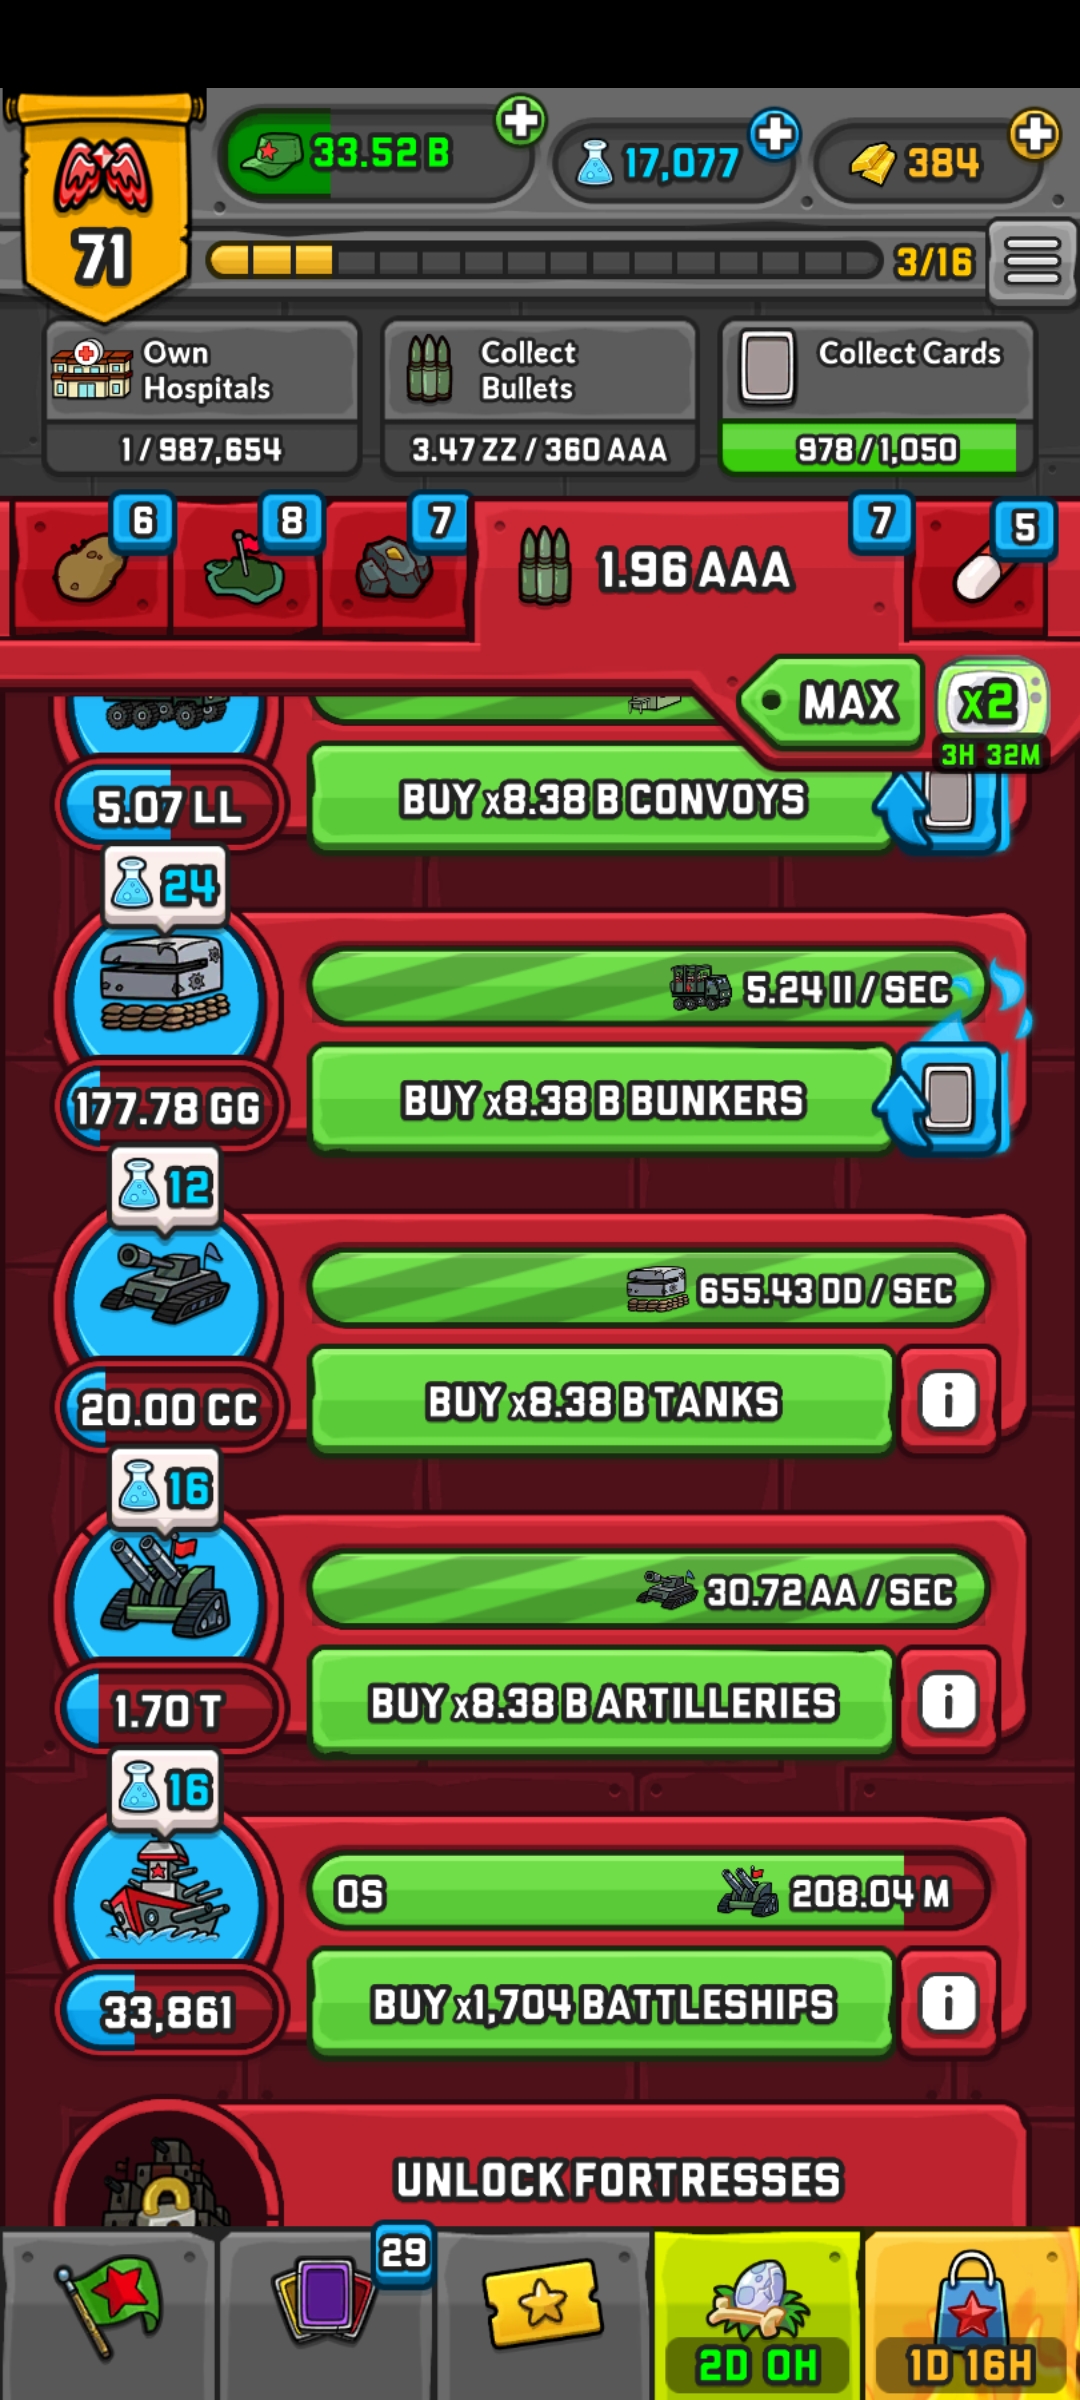 71
33.52 B
17,077
384
3/16
Own
Hospitals
1 / 987,654
Collect
Bullets
3.47 ZZ / 360 AAA
Collect Cards
978 / 1,050
6
8
7
1.96 AAA
7
5
MAX
x2
3H 32M
5.07 LL
BUY x8.38 B CONVOYS
24
5.24 II / SEC
177.78 GG
BUY x8.38 B BUNKERS
12
655.43 DD / SEC
20.00 CC
BUY x8.38 B TANKS
i
16
30.72 AA / SEC
1.70 T
BUY x8.38 B ARTILLERIES
i
16
0S
208.04 M
33,861
BUY x1,704 BATTLESHIPS
i
UNLOCK FORTRESSES
29
2D 0H
1D 16H